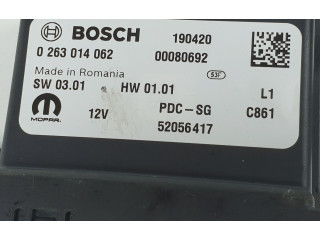 BOSCH 190420
0 263 014 062 00080692
Made in Romania
SW 03.01 HW 01.01 L1
12V PDC-SG C861
MOPAR 52056417